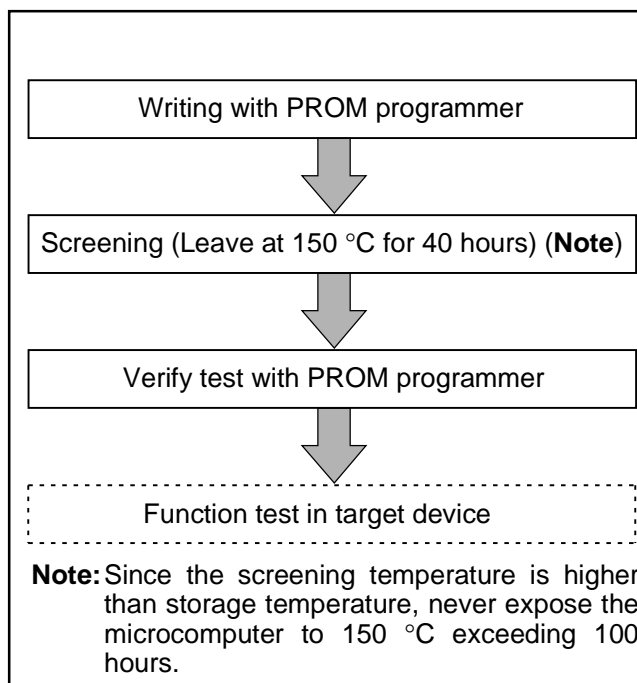 Writing with PROM programmer
Screening (Leave at 150 °C for 40 hours) (Note)
Verify test with PROM programmer
Function test in target device
Note: Since the screening temperature is higher
than storage temperature, never expose the
microcomputer to 150 °C exceeding 100
hours.